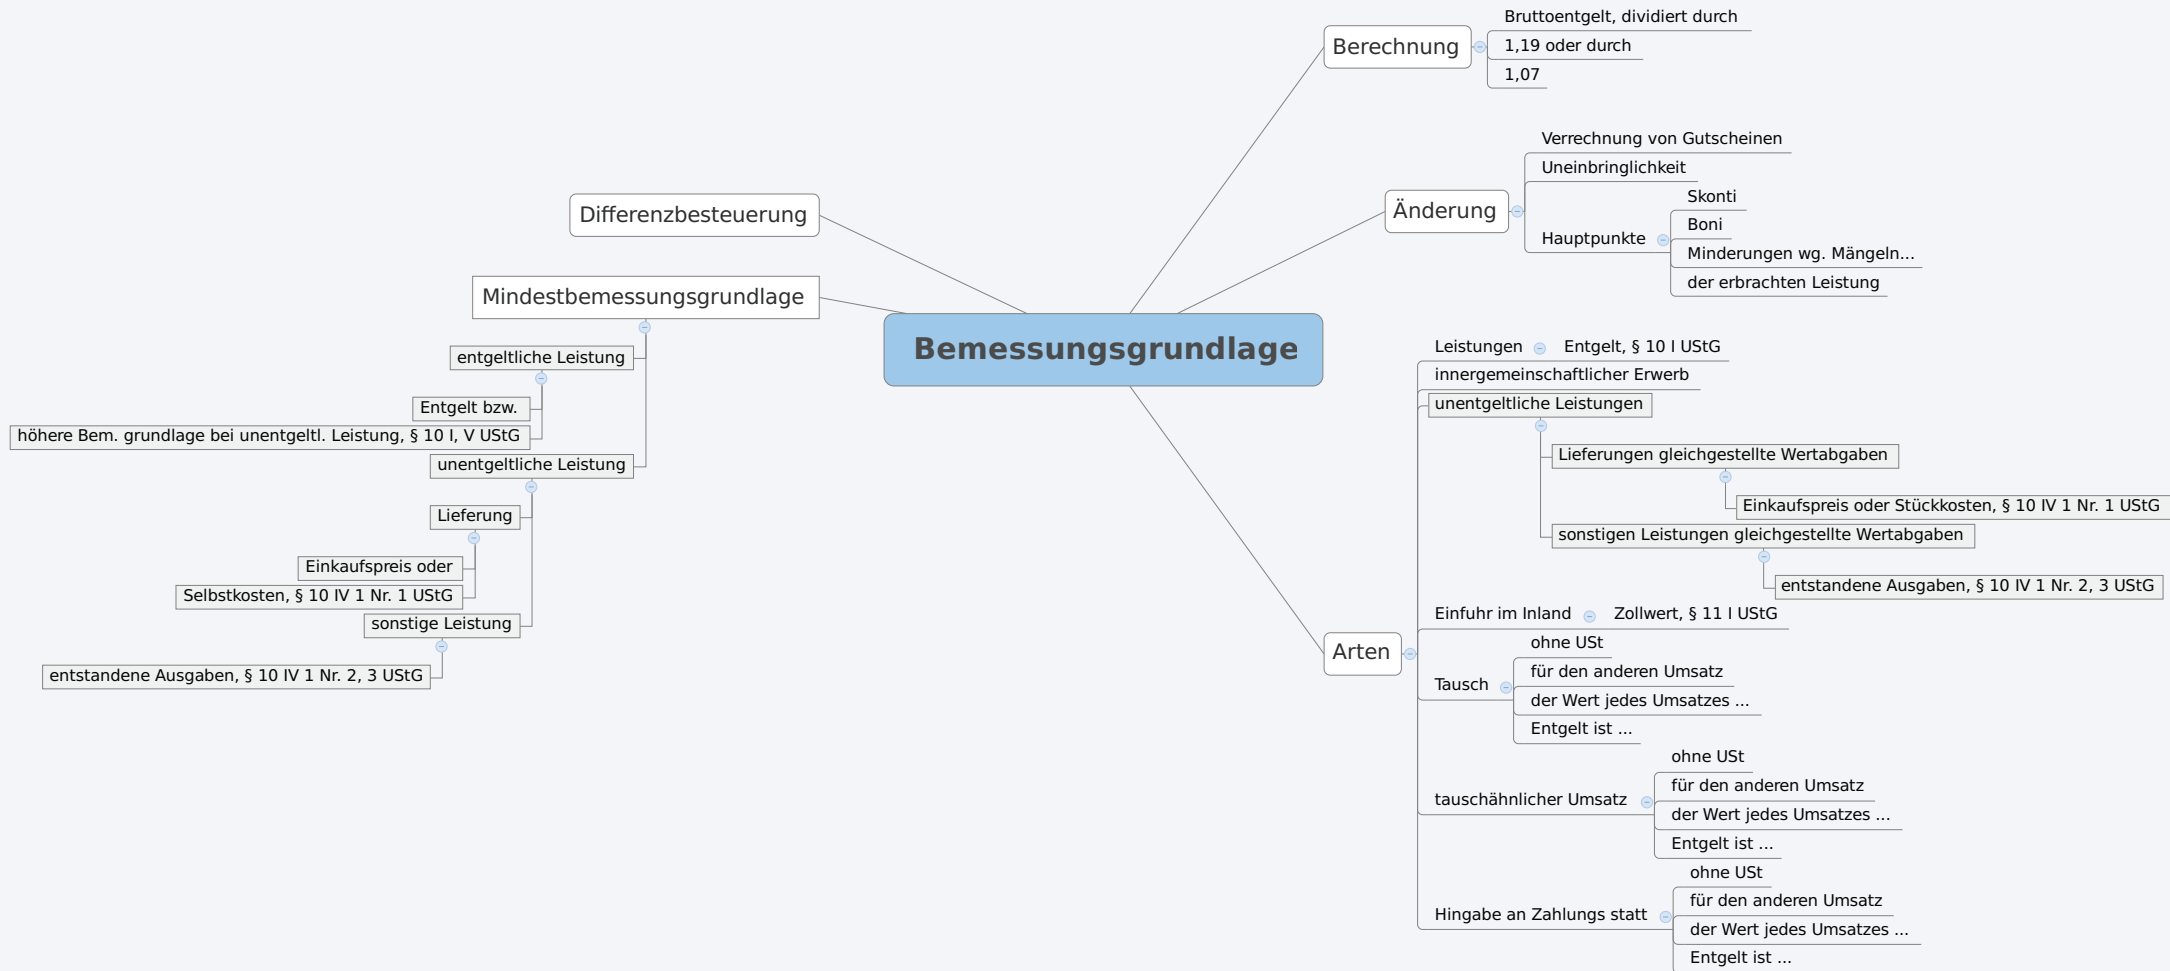 Bemessungsgrundlage
Berechnung
Bruttoentgelt, dividiert durch
1,19 oder durch
1,07
Änderung
Verrechnung von Gutscheinen
Uneinbringlichkeit
Hauptpunkte
Skonti
Boni
Minderungen wg. Mängeln...
der erbrachten Leistung
Arten
Leistungen
Entgelt, § 10 I UStG
innergemeinschaftlicher Erwerb
unentgeltliche Leistungen
Lieferungen gleichgestellte Wertabgaben
Einkaufspreis oder Stückkosten, § 10 IV 1 Nr. 1 UStG
sonstigen Leistungen gleichgestellte Wertabgaben
entstandene Ausgaben, § 10 IV 1 Nr. 2, 3 UStG
Einfuhr im Inland
Zollwert, § 11 I UStG
Tausch
ohne USt
für den anderen Umsatz
der Wert jedes Umsatzes ...
Entgelt ist ...
tauschähnlicher Umsatz
ohne USt
für den anderen Umsatz
der Wert jedes Umsatzes ...
Entgelt ist ...
Hingabe an Zahlungs statt
ohne USt
für den anderen Umsatz
der Wert jedes Umsatzes ...
Entgelt ist ...
Differenzbesteuerung
Mindestbemessungsgrundlage
entgeltliche Leistung
Entgelt bzw.
höhere Bem. grundlage bei unentgeltl. Leistung, § 10 I, V UStG
unentgeltliche Leistung
Lieferung
Einkaufspreis oder
Selbstkosten, § 10 IV 1 Nr. 1 UStG
sonstige Leistung
entstandene Ausgaben, § 10 IV 1 Nr. 2, 3 UStG